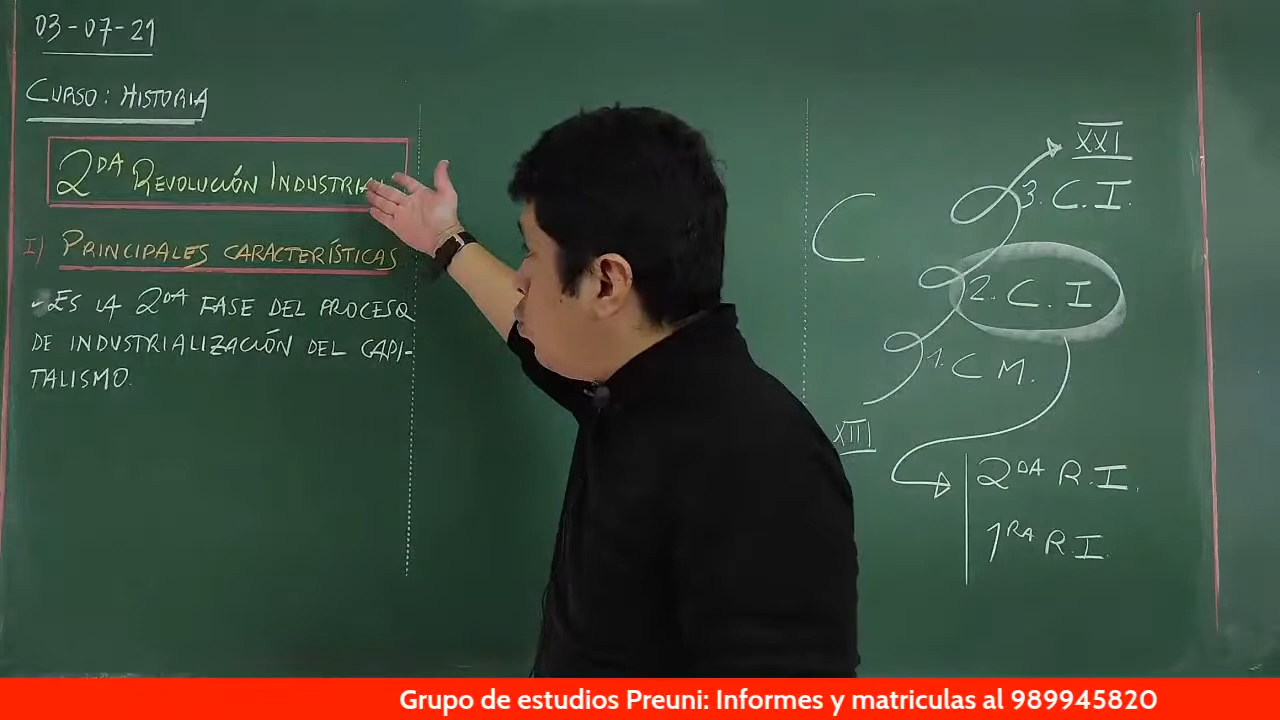 03-07-21
CURSO: HISTORIA
2DA REVOLUCIÓN INDUSTRIAL
I) PRINCIPALES CARACTERÍSTICAS
- ES LA 2DA FASE DEL PROCESO
DE INDUSTRIALIZACIÓN DEL CAPI-
TALISMO.
C.
XXI
3. C. I.
2. C. I
1. C M.
XIII
2DA R.I.
1RA R.I.
Grupo de estudios Preuni: Informes y matriculas al 989945820